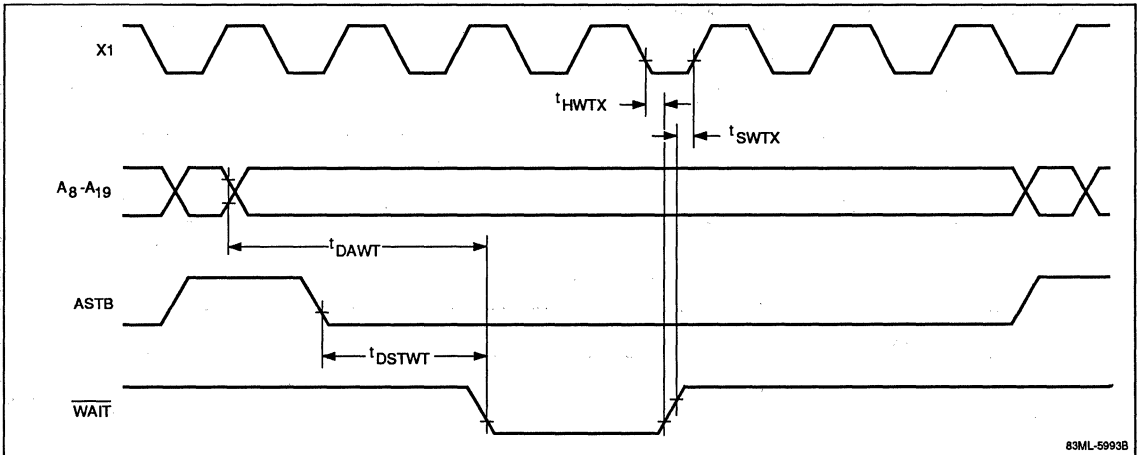 X1
tHWTX
tSWTX
A8-A19
tDAWT
ASTB
tDSTWT
WAIT
83ML-5993B